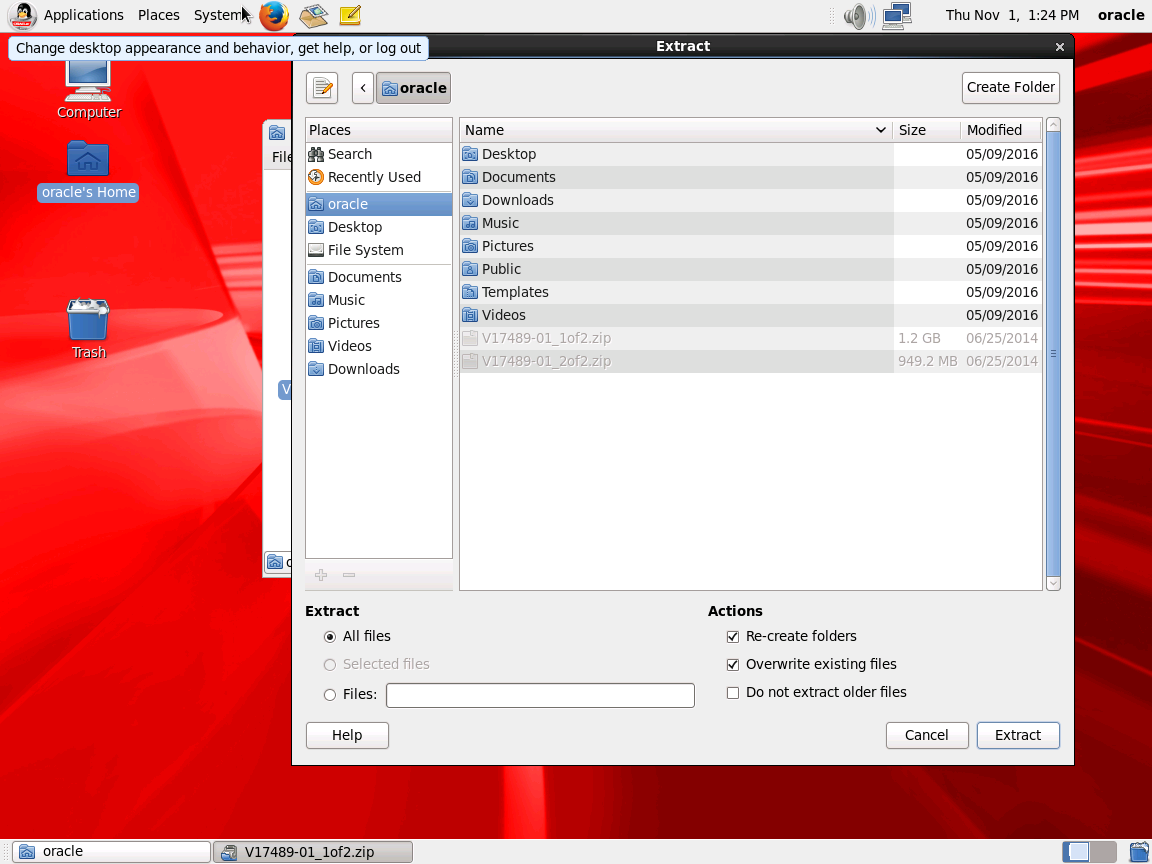 Applications Places System Thu Nov 1, 1:24 PM oracle
Change desktop appearance and behavior, get help, or log out
Extract
Computer
oracle's Home
Trash
File
V
o
oracle Create Folder
Places
Search
Recently Used
oracle
Desktop
File System
Documents
Music
Pictures
Videos
Downloads
Name Size Modified
Desktop 05/09/2016
Documents 05/09/2016
Downloads 05/09/2016
Music 05/09/2016
Pictures 05/09/2016
Public 05/09/2016
Templates 05/09/2016
Videos 05/09/2016
V17489-01_1of2.zip 1.2 GB 06/25/2014
V17489-01_2of2.zip 949.2 MB 06/25/2014
Extract
All files
Selected files
Files:
Actions
Re-create folders
Overwrite existing files
Do not extract older files
Help Cancel Extract
oracle V17489-01_1of2.zip